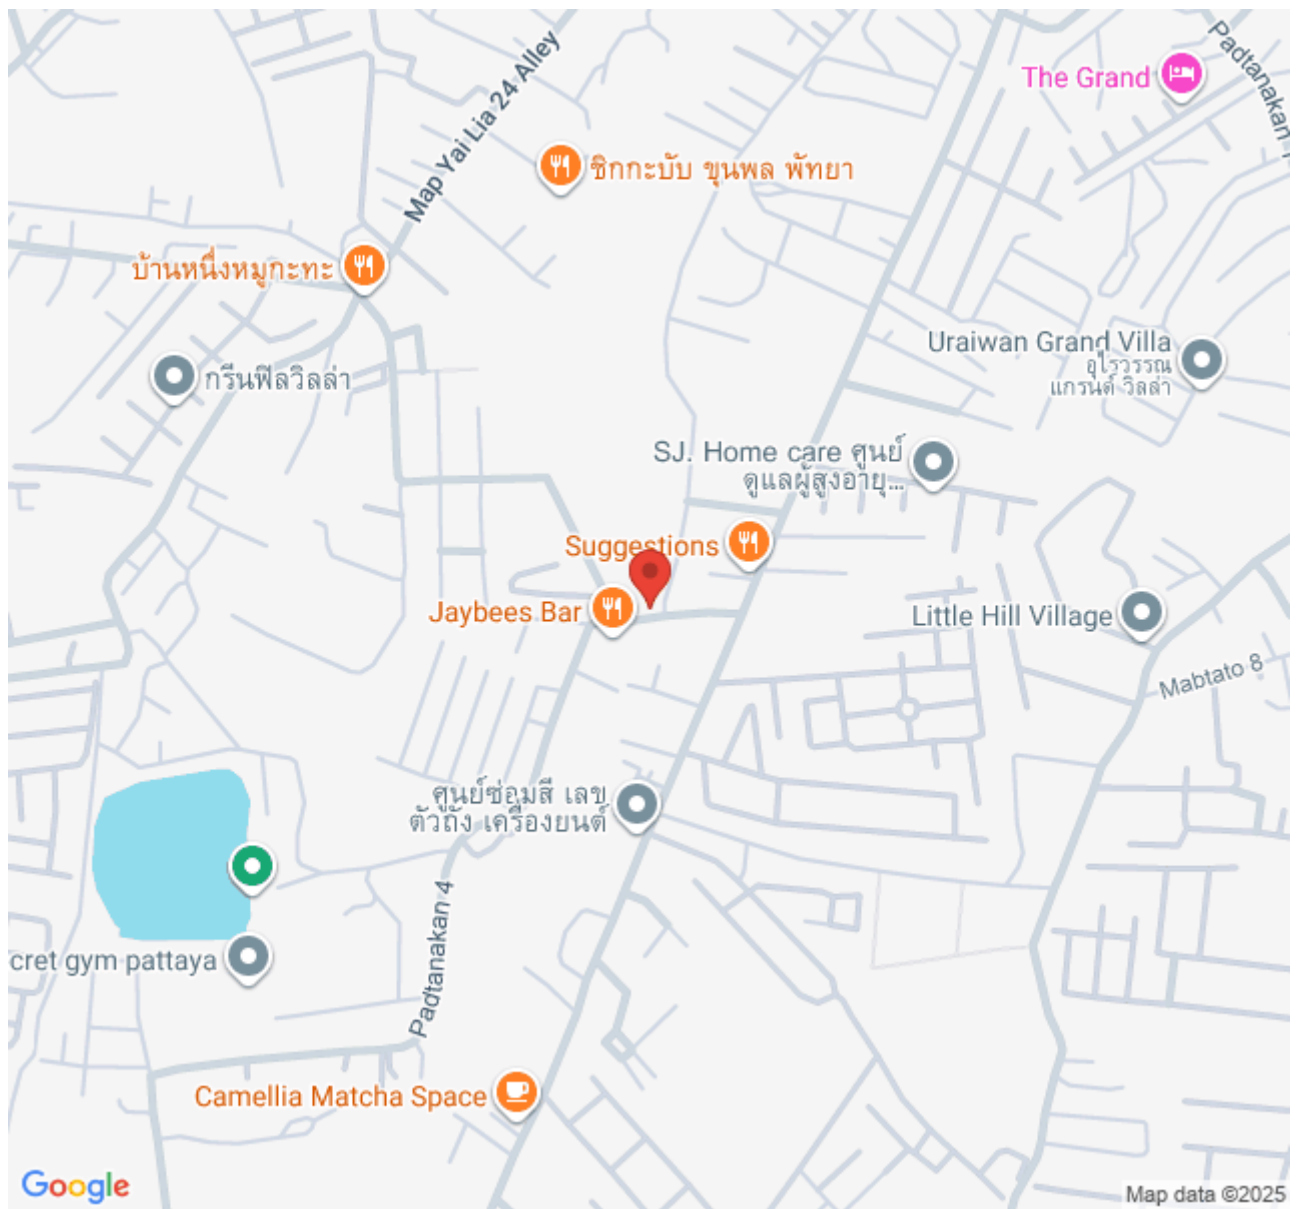 Padtanakan 1
The Grand
Map Yai Lia 24 Alley
ชิกกะบับ ขุนพล พัทยา
บ้านหนึ่งหมูกะทะ
Uraiwan Grand Villa
อุไรวรรณ
แกรนด์ วิลล่า
กรีนฟิลวิลล่า
SJ. Home care ศูนย์
ดูแลผู้สูงอายุ...
Suggestions
Jaybees Bar
Little Hill Village
Mabtato 8
ศูนย์ซ่อมสี เลข
ตัวถัง เครื่องยนต์
Padtanakan 4
cret gym pattaya
Camellia Matcha Space
Google
Map data ©2025